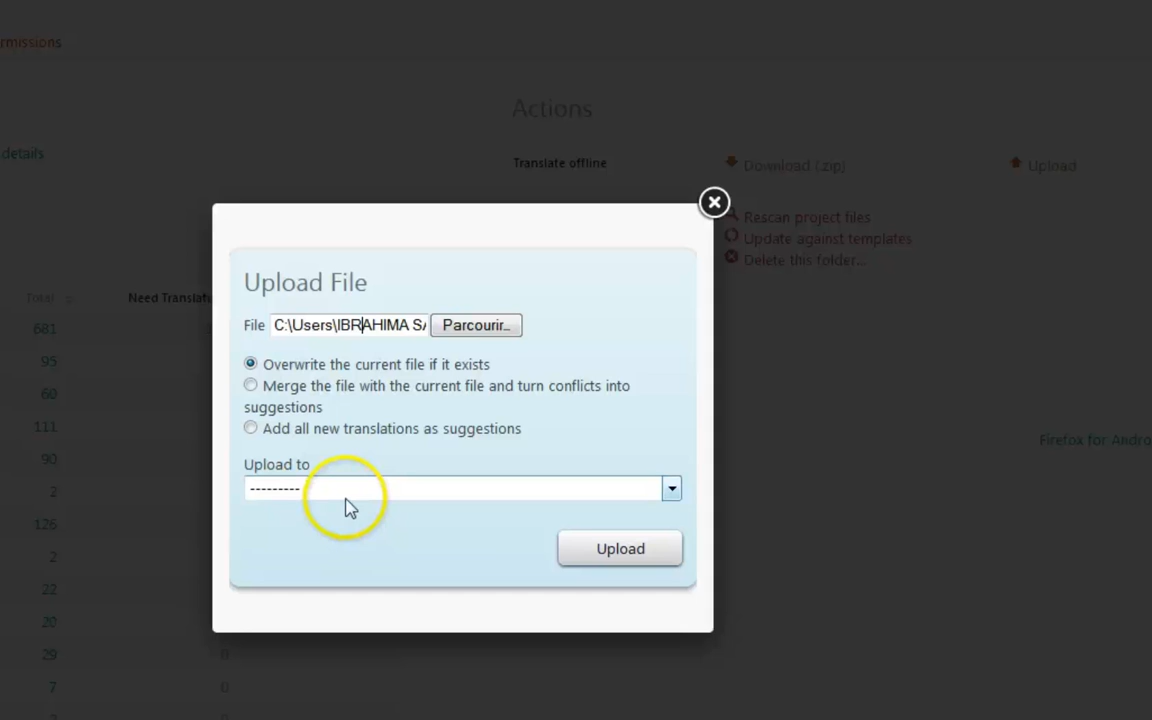 rmissions
Actions
details
Translate offline
Download (.zip)
Upload
Rescan project files
Update against templates
Delete this folder...
Upload File
File C:\Users\IBRAHIMA SA Parcourir...
Overwrite the current file if it exists
Merge the file with the current file and turn conflicts into
suggestions
Add all new translations as suggestions
Upload to
---------
Upload
Total
Need Translat
681
95
60
111
90
2
126
2
22
20
29
0
7
0
Firefox for Andro